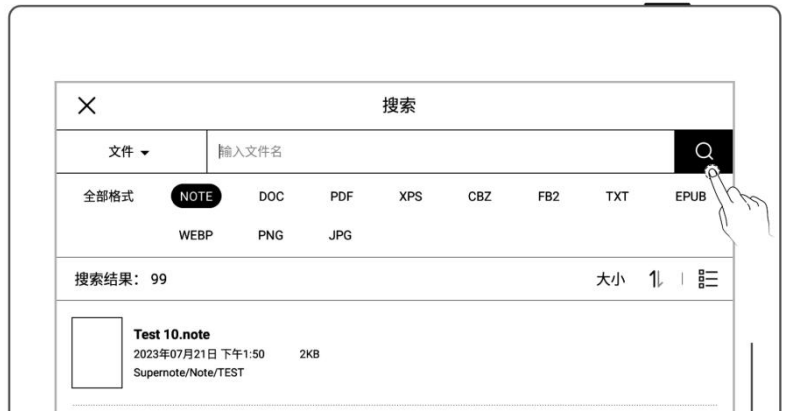 搜索
文件 输入文件名
全部格式 NOTE DOC PDF XPS CBZ FB2 TXT EPUB
WEBP PNG JPG
搜索结果： 99 大小
Test 10.note
2023年07月21日 下午1:50 2KB
Supernote/Note/TEST